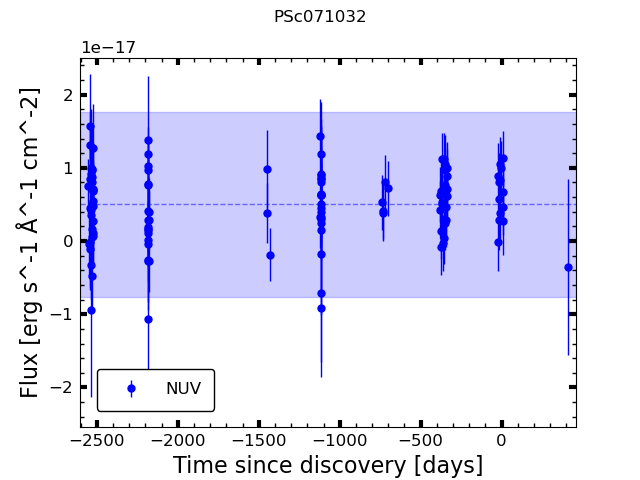 PSc071032
1e−17
Flux [erg s^-1 Å^-1 cm^-2]
2
1
0
−1
−2
NUV
−2500 −2000 −1500 −1000 −500 0
Time since discovery [days]